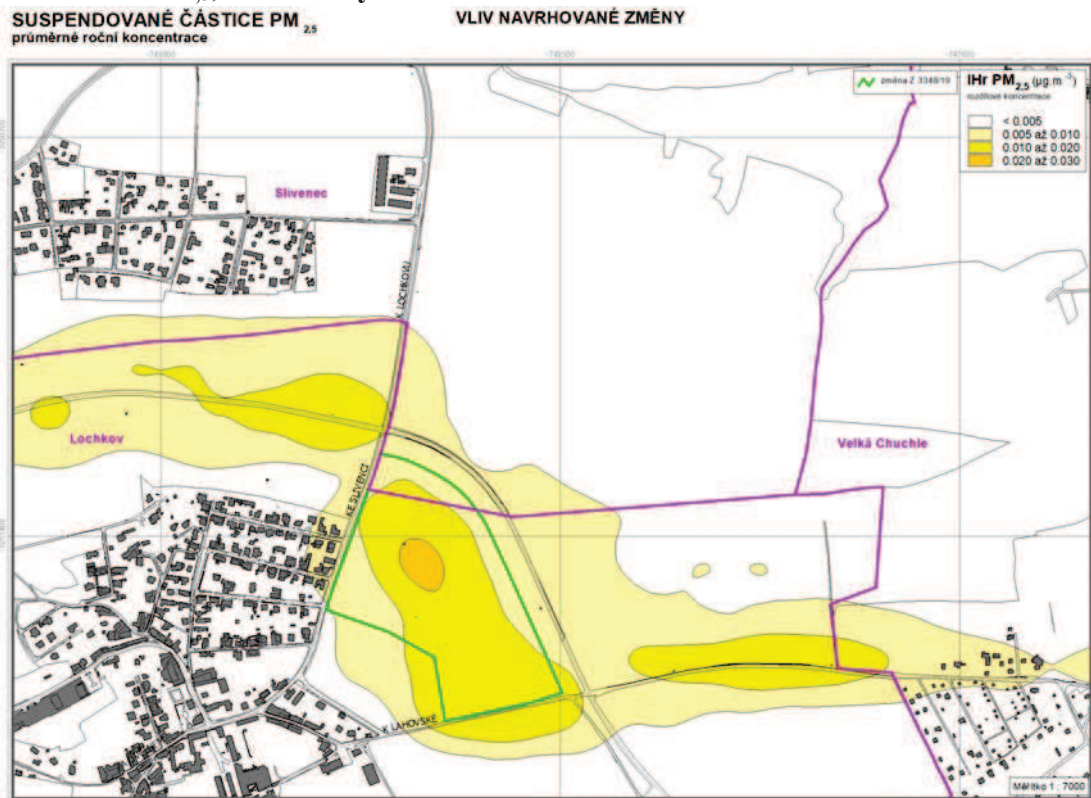 SUSPENDOVANÉ ČÁSTICE PM 2,5
průměrné roční koncentrace
VLIV NAVRHOVANÉ ZMĚNY
změna Z 3348/19
IHr PM 2,5 (µg.m-3)
rozdílové koncentrace
< 0.005
0.005 až 0.010
0.010 až 0.020
0.020 až 0.030
Slivenec
K LOCHKOVU
Lochkov
Velká Chuchle
KE SLIVENCI
K LAHOVSKÉ
Měřítko 1 : 7000